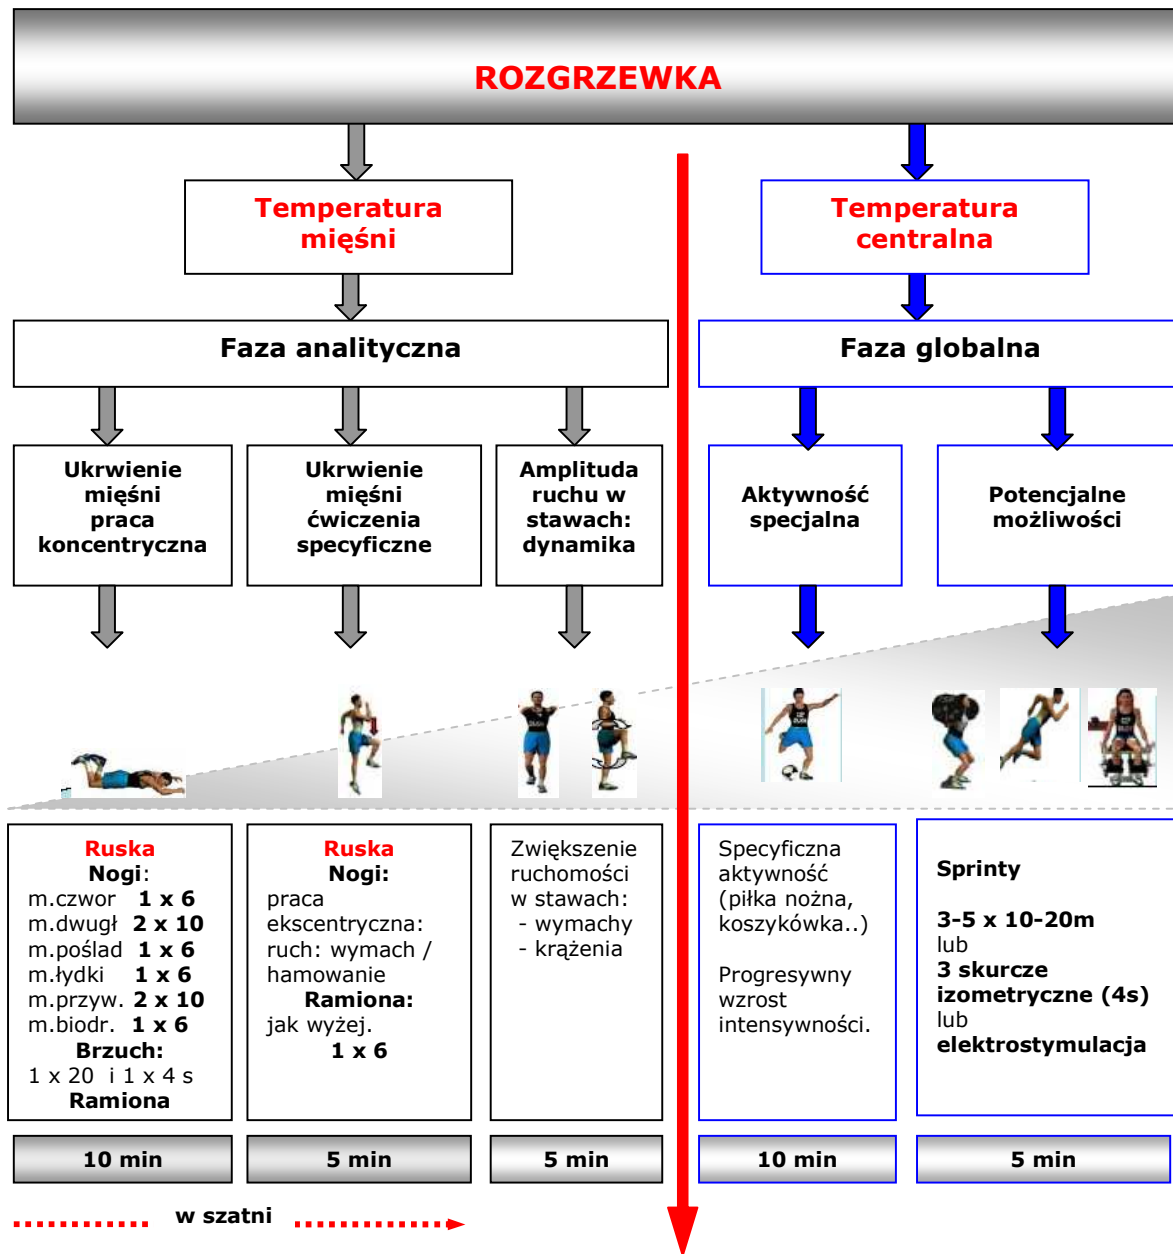 ROZGRZEWKA
Temperatura
mięśni
Temperatura
centralna
Faza analityczna
Faza globalna
Ukrwienie
mięśni
praca
koncentryczna
Ukrwienie
mięśni
ćwiczenia
specyficzne
Amplituda
ruchu w
stawach:
dynamika
Aktywność
specjalna
Potencjalne
możliwości
Ruska
Nogi:
m.czwor 1 x 6
m.dwugł 2 x 10
m.poślad 1 x 6
m.łydki 1 x 6
m.przyw. 2 x 10
m.biodr. 1 x 6
Brzuch:
1 x 20 i 1 x 4 s
Ramiona
Ruska
Nogi:
praca
ekscentryczna:
ruch: wymach /
hamowanie
Ramiona:
jak wyżej.
1 x 6
Zwiększenie
ruchomości
w stawach:
- wymachy
- krążenia
Specyficzna
aktywność
(piłka nożna,
koszykówka..)
Progresywny
wzrost
intensywności.
Sprinty
3-5 x 10-20m
lub
3 skurcze
izometryczne (4s)
lub
elektrostymulacja
10 min
5 min
5 min
10 min
5 min
w szatni